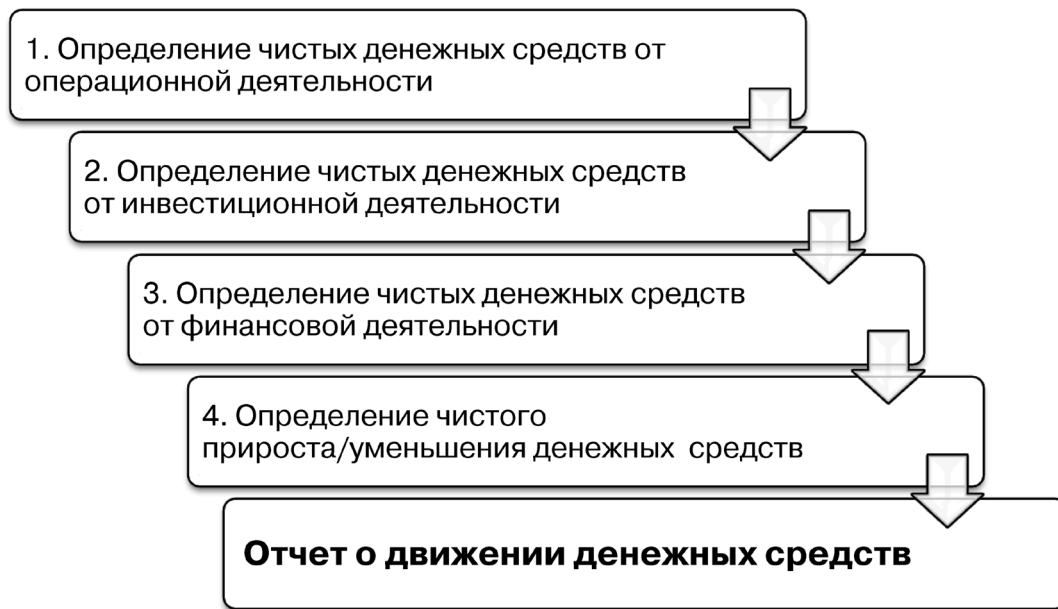 1. Определение чистых денежных средств от
операционной деятельности
2. Определение чистых денежных средств
от инвестиционной деятельности
3. Определение чистых денежных средств
от финансовой деятельности
4. Определение чистого
прироста/уменьшения денежных средств
Отчет о движении денежных средств